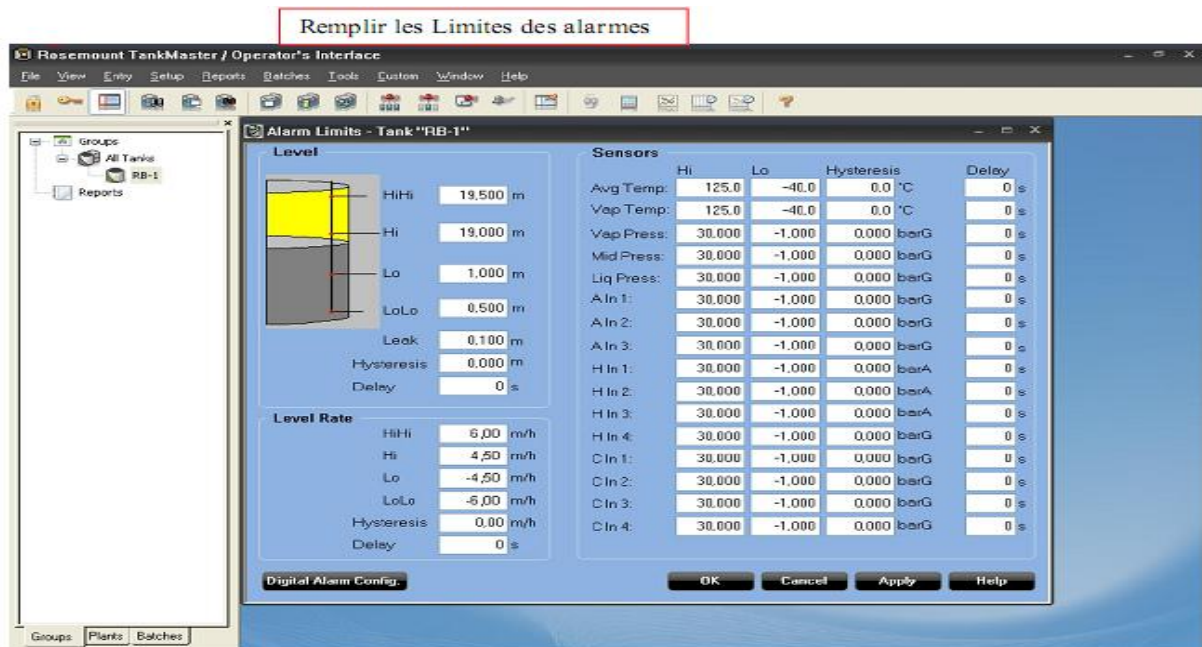 Remplir les Limites des alarmes
Rosemount TankMaster / Operator's Interface
File View Entry Setup Reports Batches Tools Custom Window Help
Groups
All Tanks
RB-1
Reports
Alarm Limits - Tank "RB-1"
Level
HiHi 19,500 m
Hi 19,000 m
Lo 1,000 m
LoLo 0,500 m
Leak 0,100 m
Hysteresis 0,000 m
Delay 0 s
Level Rate
HiHi 6,00 m/h
Hi 4,50 m/h
Lo -4,50 m/h
LoLo -6,00 m/h
Hysteresis 0,00 m/h
Delay 0 s
Sensors
Hi Lo Hysteresis Delay
Avg Temp: 125.0 -40.0 0.0 °C 0 s
Vap Temp: 125.0 -40.0 0.0 °C 0 s
Vap Press: 30,000 -1,000 0,000 barG 0 s
Mid Press: 30,000 -1,000 0,000 barG 0 s
Liq Press: 30,000 -1,000 0,000 barG 0 s
A In 1: 30,000 -1,000 0,000 barG 0 s
A In 2: 30,000 -1,000 0,000 barG 0 s
A In 3: 30,000 -1,000 0,000 barG 0 s
H In 1: 30,000 -1,000 0,000 barA 0 s
H In 2: 30,000 -1,000 0,000 barA 0 s
H In 3: 30,000 -1,000 0,000 barA 0 s
H In 4: 30,000 -1,000 0,000 barG 0 s
C In 1: 30,000 -1,000 0,000 barG 0 s
C In 2: 30,000 -1,000 0,000 barG 0 s
C In 3: 30,000 -1,000 0,000 barG 0 s
C In 4: 30,000 -1,000 0,000 barG 0 s
Digital Alarm Config. OK Cancel Apply Help
Groups Plants Batches